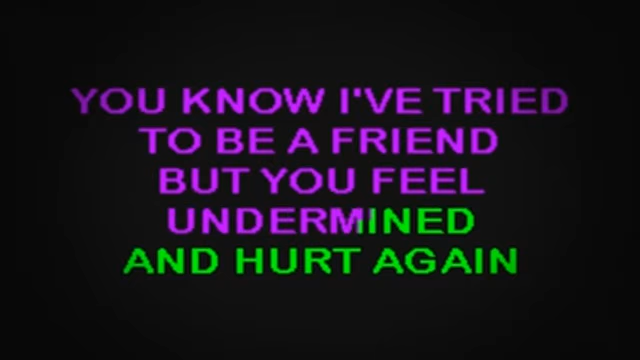 YOU KNOW I'VE TRIED
TO BE A FRIEND
BUT YOU FEEL
UNDERMINED
AND HURT AGAIN